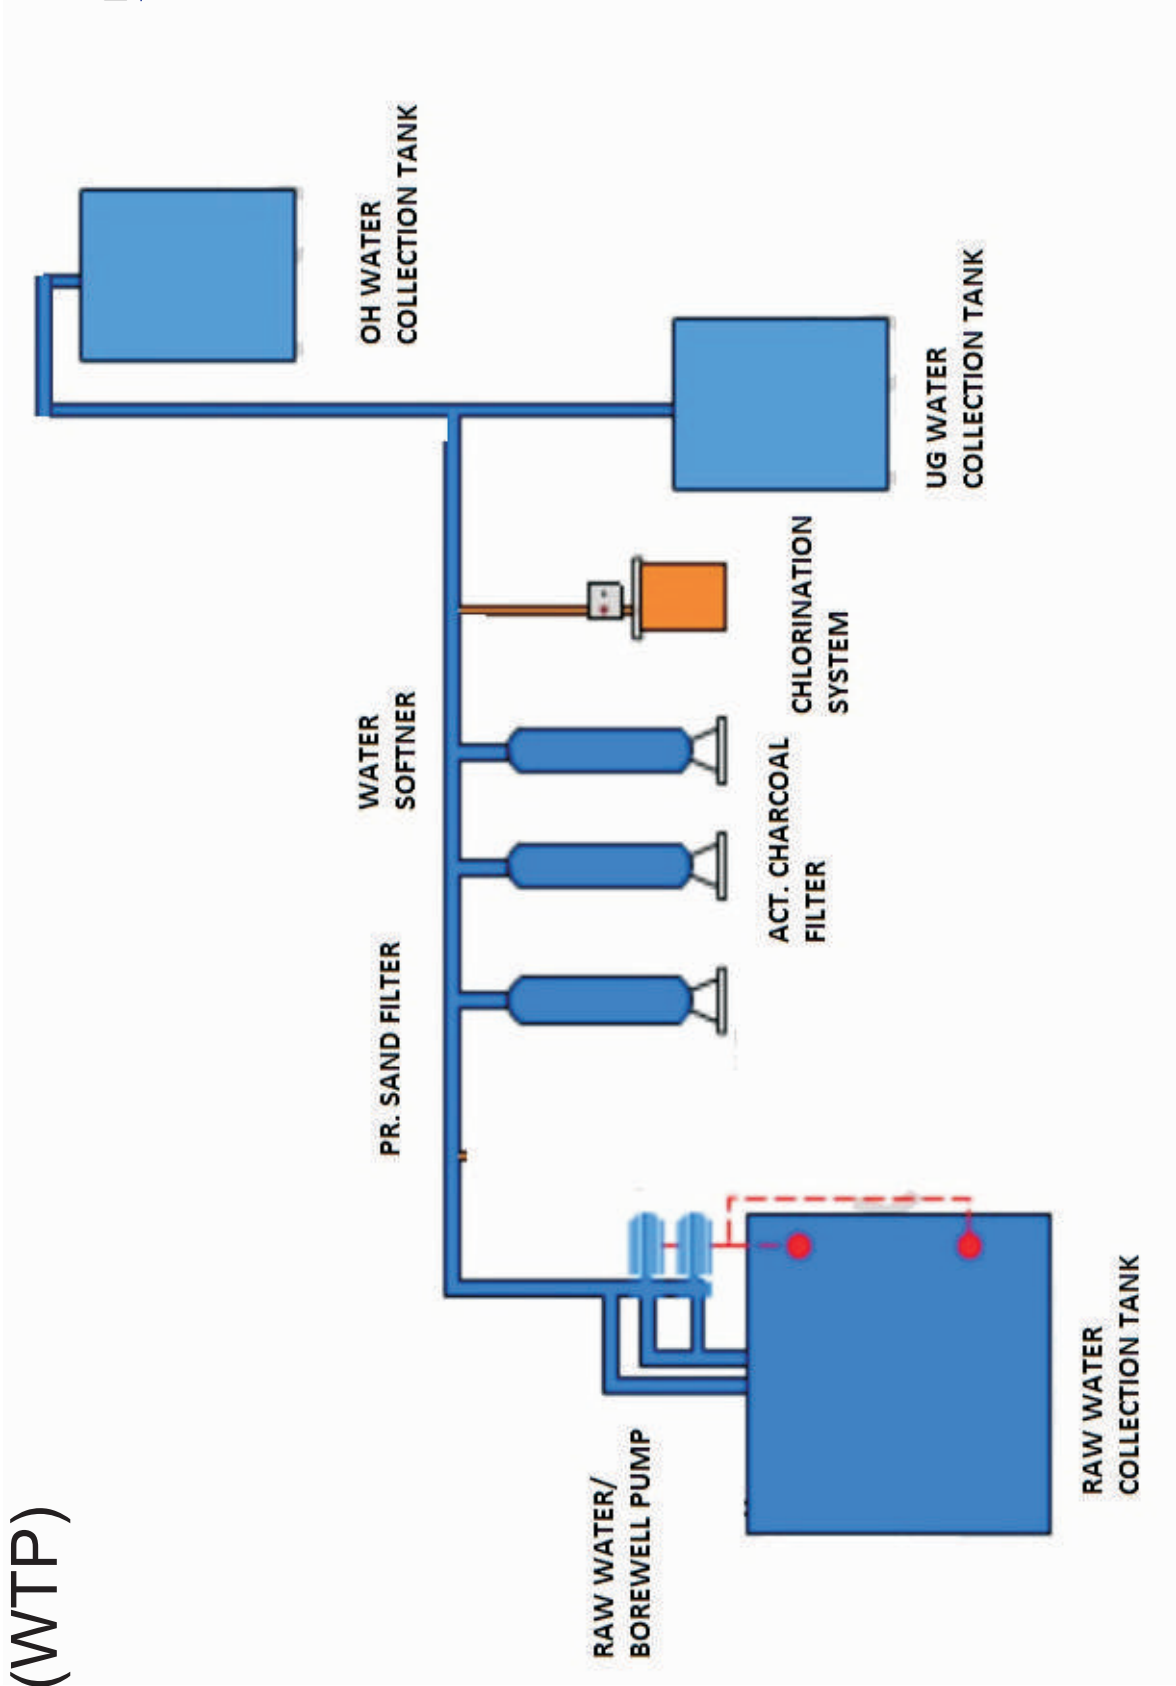 (WTP)
RAW WATER/
BOREWELL PUMP
RAW WATER
COLLECTION TANK
PR. SAND FILTER
ACT. CHARCOAL
FILTER
WATER
SOFTNER
CHLORINATION
SYSTEM
UG WATER
COLLECTION TANK
OH WATER
COLLECTION TANK